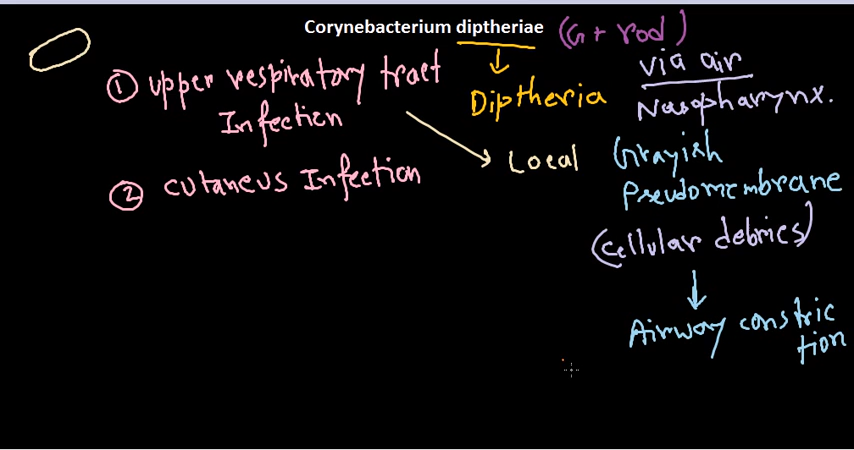 Corynebacterium diptheriae (G+ rod)
① Upper respiratory tract
Infection
Diptheria
via air
Nasopharynx.
② cutaneus Infection
Local
Grayish
Pseudomembrane
(cellular debries)
Airway constric
tion